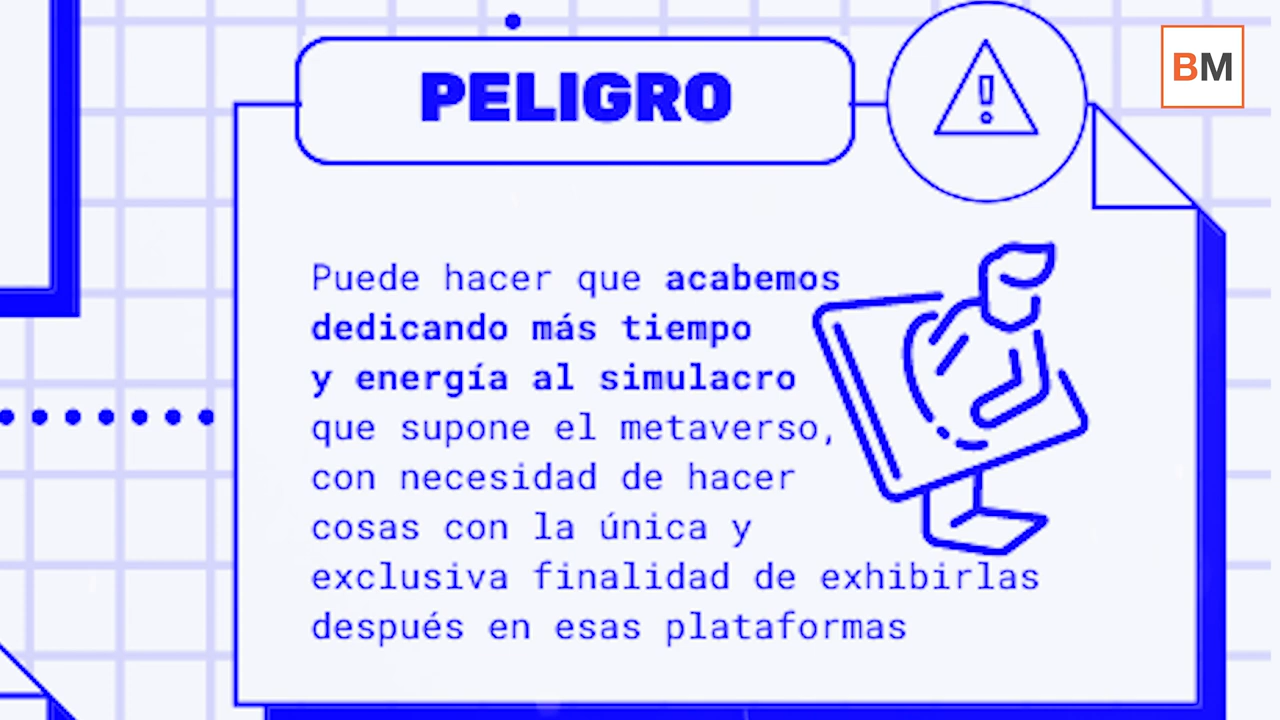 BM
PELIGRO
Puede hacer que acabemos
dedicando más tiempo
y energía al simulacro
que supone el metaverso,
con necesidad de hacer
cosas con la única y
exclusiva finalidad de exhibirlas
después en esas plataformas